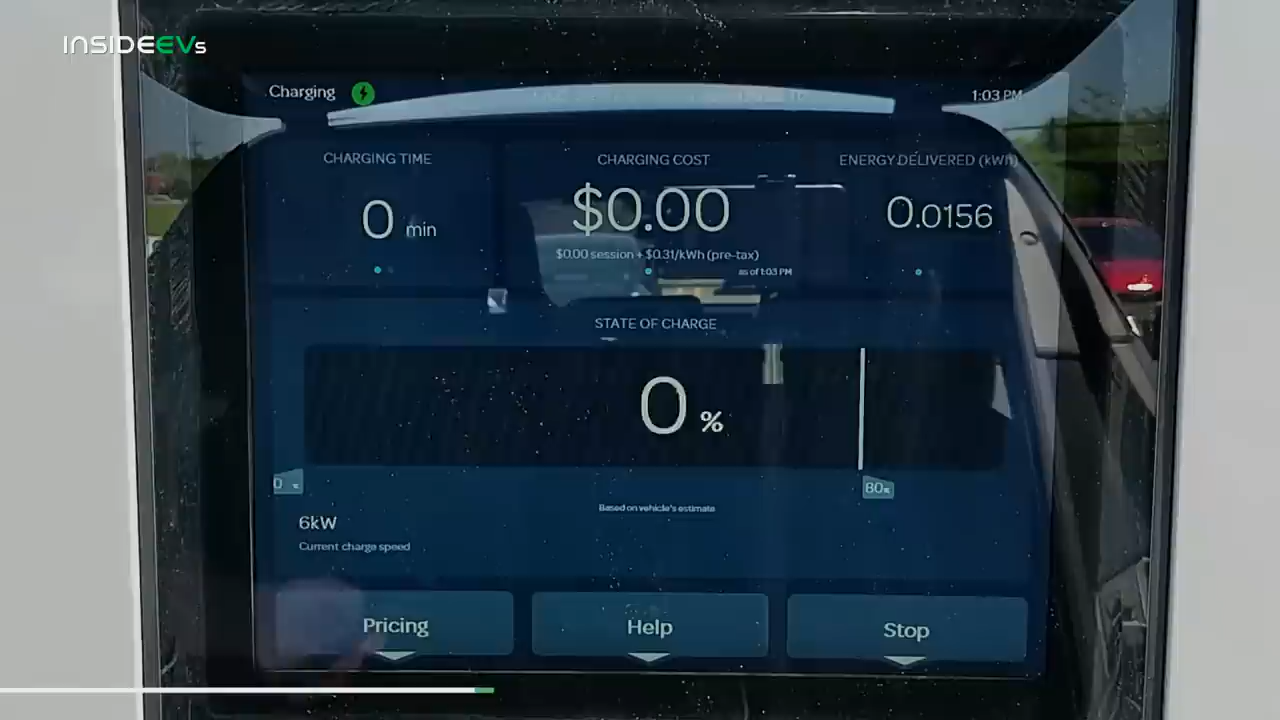 INSIDEEVs
Charging
1:03 PM
CHARGING TIME
CHARGING COST
ENERGY DELIVERED (kWh)
0 min
$0.00
0.0156
$0.00 session + $0.31/kWh (pre-tax)
as of 1:03 PM
STATE OF CHARGE
0 %
0 %
80%
Based on vehicle's estimate
6kW
Current charge speed
Pricing
Help
Stop